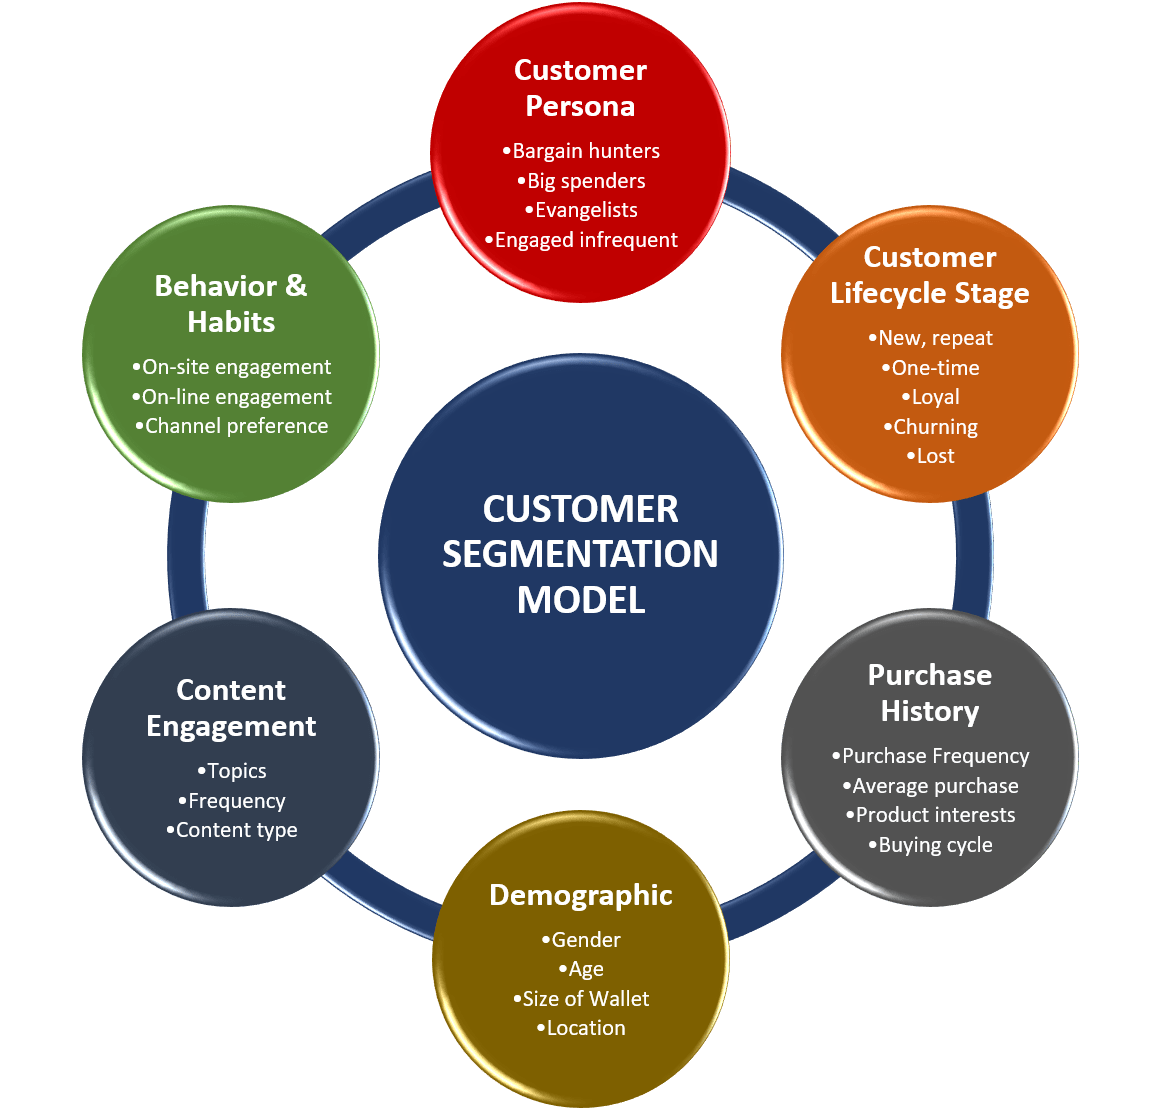 Customer
Persona
•Bargain hunters
•Big spenders
•Evangelists
•Engaged infrequent
Customer
Lifecycle Stage
•New, repeat
•One-time
•Loyal
•Churning
•Lost
Purchase
History
•Purchase Frequency
•Average purchase
•Product interests
•Buying cycle
Demographic
•Gender
•Age
•Size of Wallet
•Location
Content
Engagement
•Topics
•Frequency
•Content type
Behavior &
Habits
•On-site engagement
•On-line engagement
•Channel preference
CUSTOMER
SEGMENTATION
MODEL